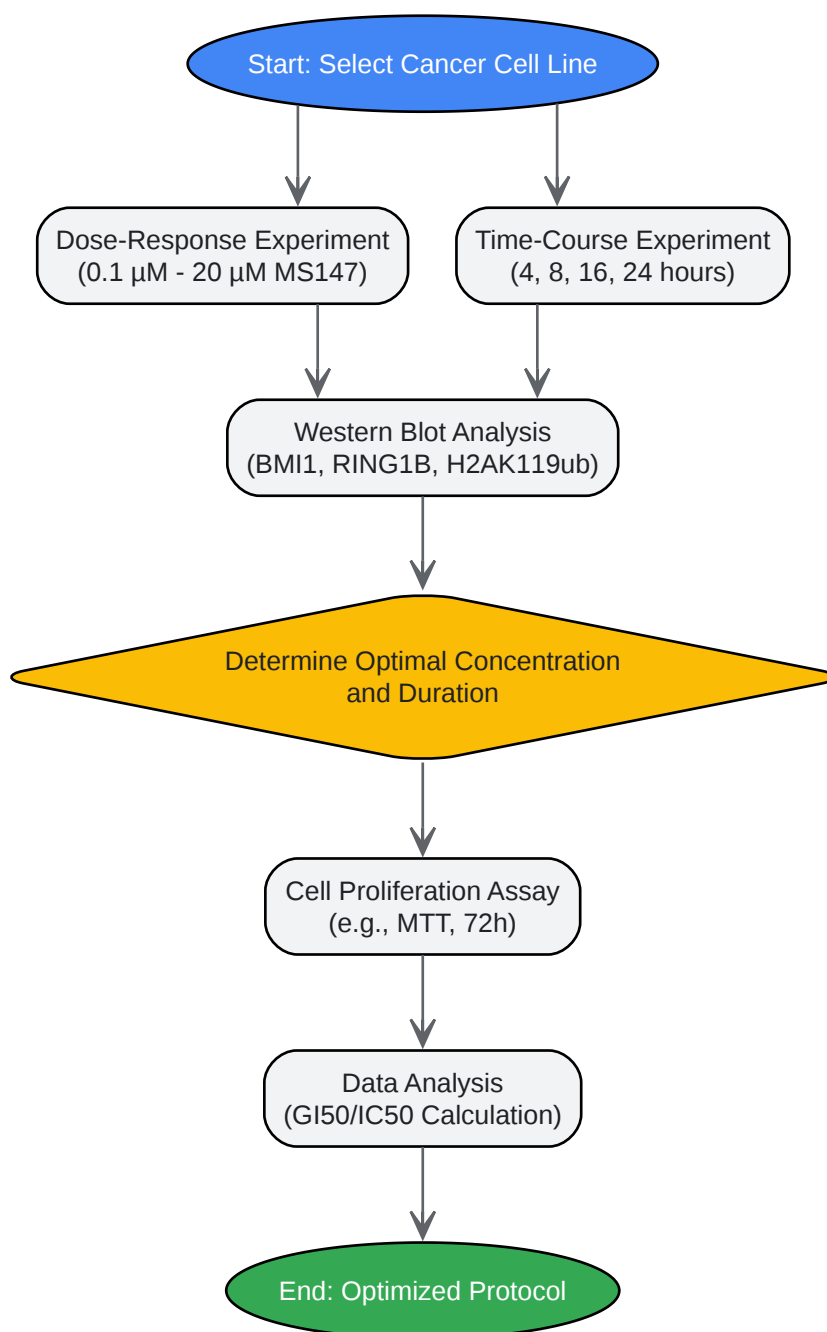 Start: Select Cancer Cell Line
Dose-Response Experiment
(0.1 µM - 20 µM MS147)
Time-Course Experiment
(4, 8, 16, 24 hours)
Western Blot Analysis
(BMI1, RING1B, H2AK119ub)
Determine Optimal Concentration
and Duration
Cell Proliferation Assay
(e.g., MTT, 72h)
Data Analysis
(GI50/IC50 Calculation)
End: Optimized Protocol